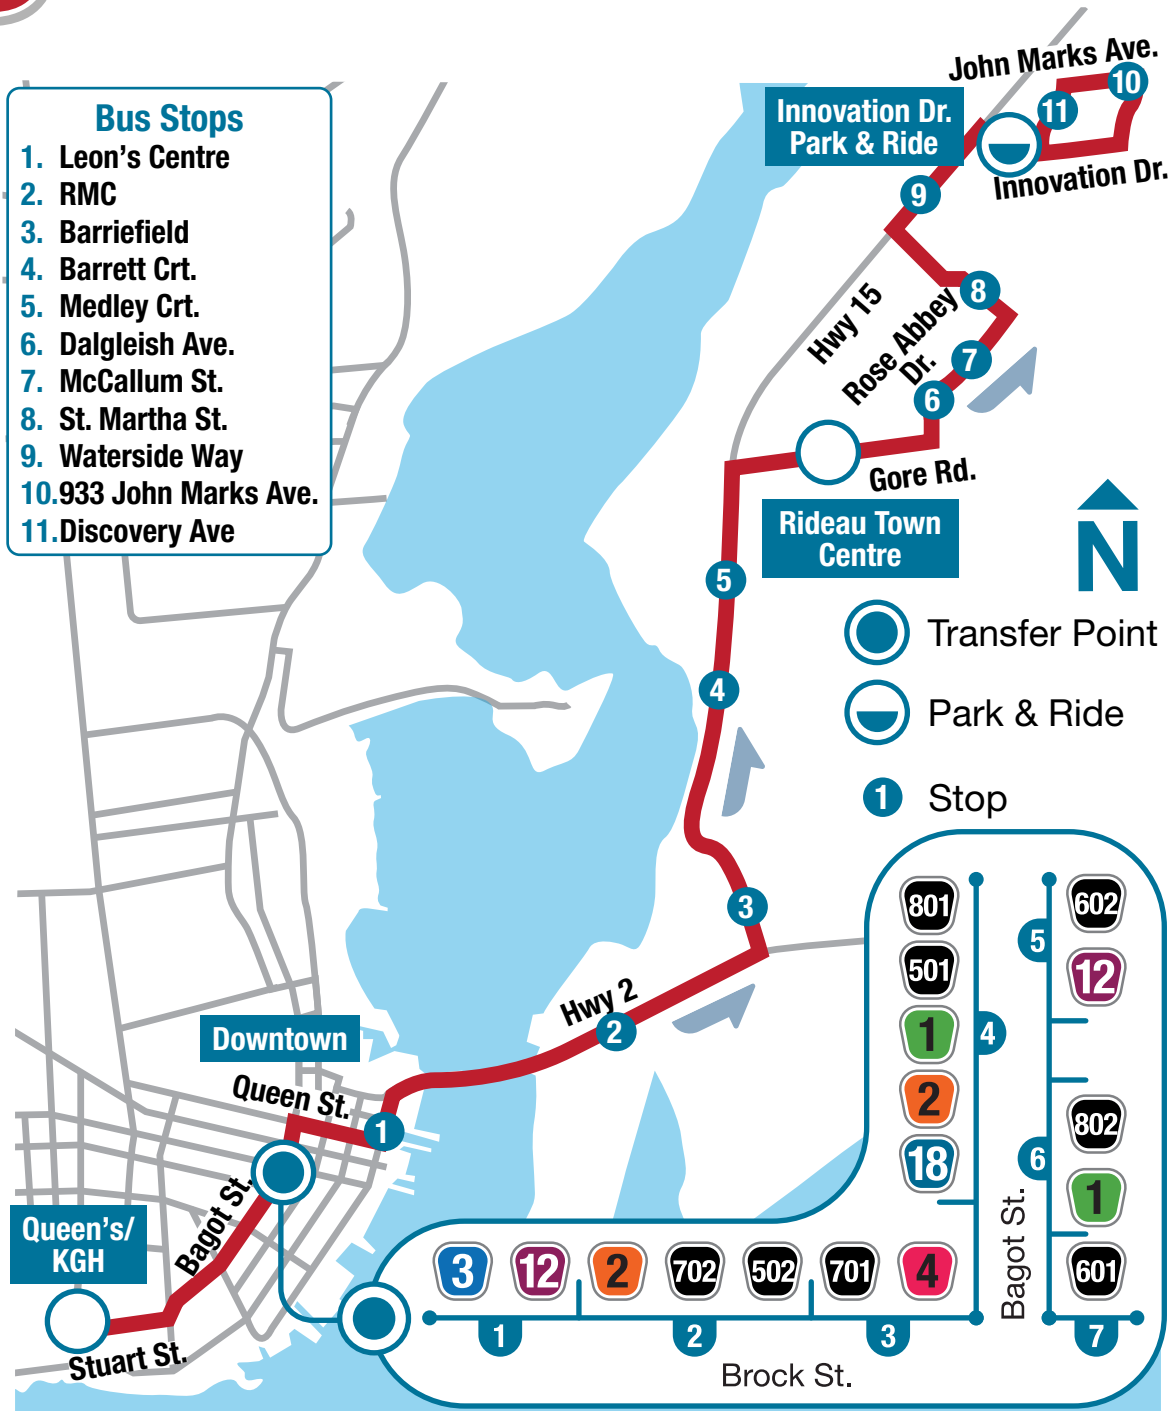 Bus Stops
1. Leon's Centre
2. RMC
3. Barriefield
4. Barrett Crt.
5. Medley Crt.
6. Dalgleish Ave.
7. McCallum St.
8. St. Martha St.
9. Waterside Way
10. 933 John Marks Ave.
11. Discovery Ave
John Marks Ave.
10
11
Innovation Dr.
Park & Ride
Innovation Dr.
9
8
Hwy 15
Rose Abbey
Dr.
7
6
Gore Rd.
Rideau Town
Centre
N
5
Transfer Point
4
Park & Ride
1 Stop
3
Hwy 2
2
Downtown
Queen St.
1
Bagot St.
Queen's/
KGH
Stuart St.
801
501
1
2
18
4
5
602
12
6
802
1
601
7
Bagot St.
3
12
2
702
502
701
4
1
2
3
Brock St.